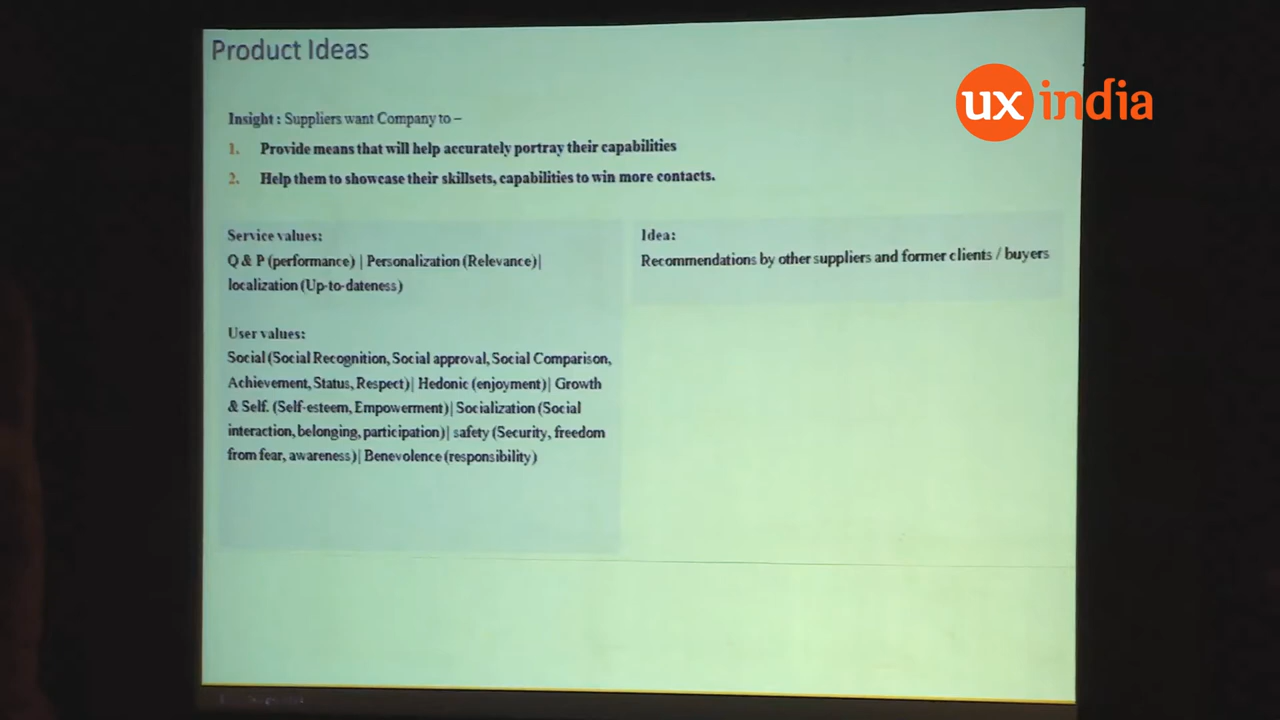 Product Ideas
ux india
Insight : Suppliers want Company to –
1. Provide means that will help accurately portray their capabilities
2. Help them to showcase their skillsets, capabilities to win more contacts.
Service values:
Q & P (performance) | Personalization (Relevance)|
localization (Up-to-dateness)
User values:
Social (Social Recognition, Social approval, Social Comparison,
Achievement, Status, Respect)| Hedonic (enjoyment)| Growth
& Self. (Self-esteem, Empowerment)| Socialization (Social
interaction, belonging, participation)| safety (Security, freedom
from fear, awareness)| Benevolence (responsibility)
Idea:
Recommendations by other suppliers and former clients / buyers